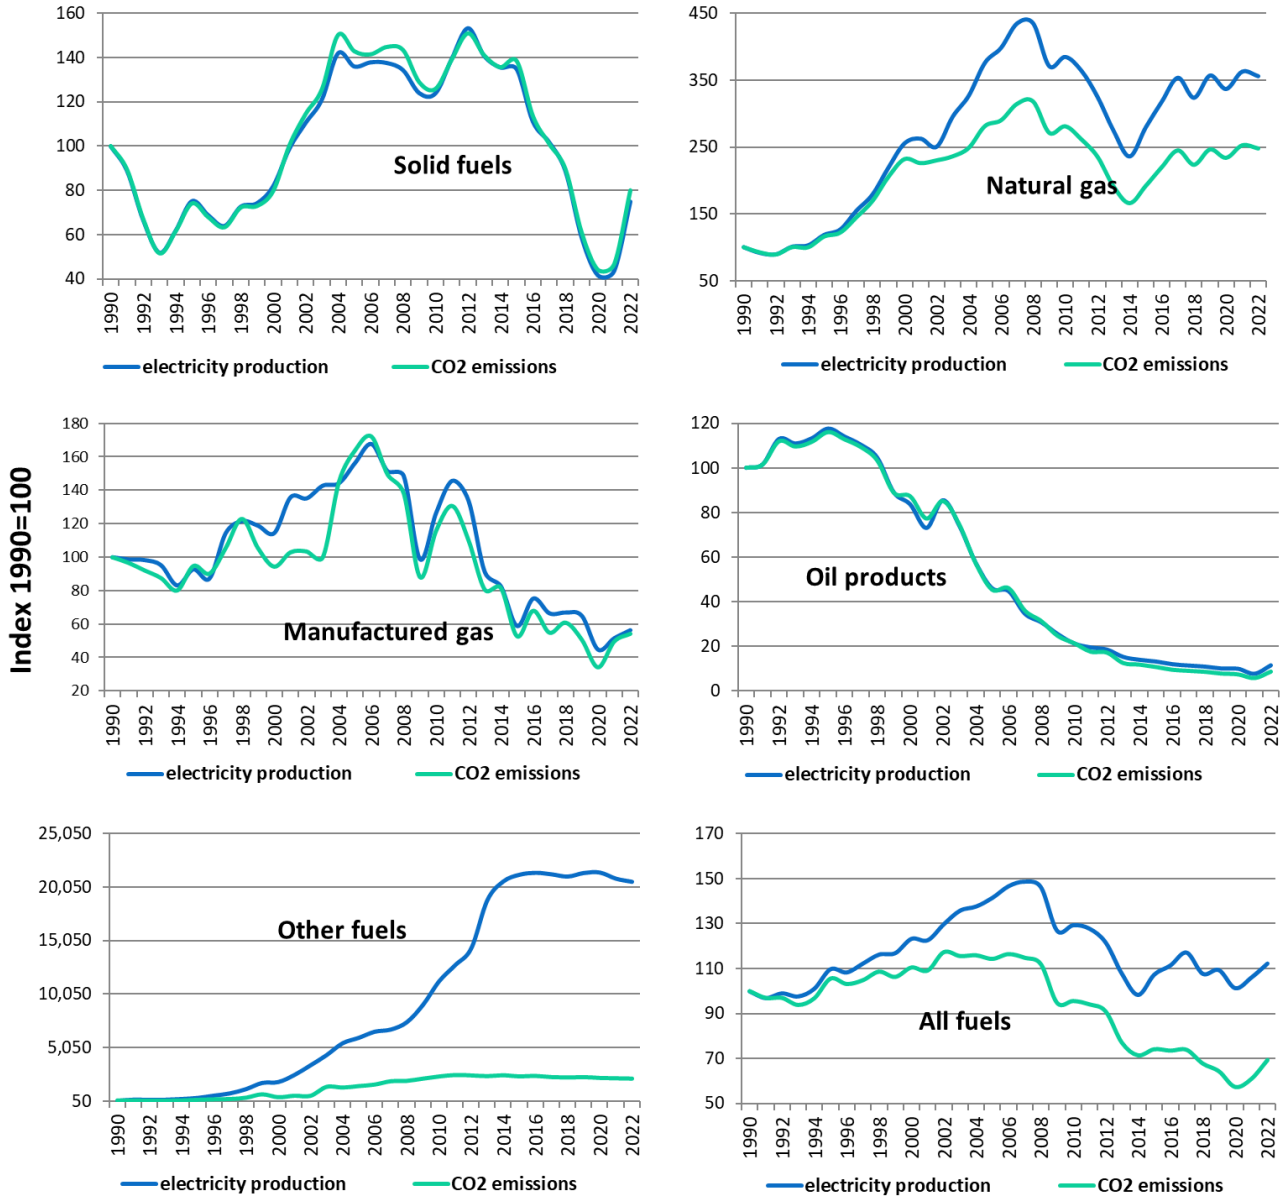 Index 1990=100
160
140
120
100
80
60
40
Solid fuels
1990 1992 1994 1996 1998 2000 2002 2004 2006 2008 2010 2012 2014 2016 2018 2020 2022
electricity production CO2 emissions
450
350
250
150
50
Natural gas
1990 1992 1994 1996 1998 2000 2002 2004 2006 2008 2010 2012 2014 2016 2018 2020 2022
electricity production CO2 emissions
180
160
140
120
100
80
60
40
20
Manufactured gas
1990 1992 1994 1996 1998 2000 2002 2004 2006 2008 2010 2012 2014 2016 2018 2020 2022
electricity production CO2 emissions
120
100
80
60
40
20
0
Oil products
1990 1992 1994 1996 1998 2000 2002 2004 2006 2008 2010 2012 2014 2016 2018 2020 2022
electricity production CO2 emissions
25,050
20,050
15,050
10,050
5,050
50
Other fuels
1990 1992 1994 1996 1998 2000 2002 2004 2006 2008 2010 2012 2014 2016 2018 2020 2022
electricity production CO2 emissions
170
150
130
110
90
70
50
All fuels
1990 1992 1994 1996 1998 2000 2002 2004 2006 2008 2010 2012 2014 2016 2018 2020 2022
electricity production CO2 emissions